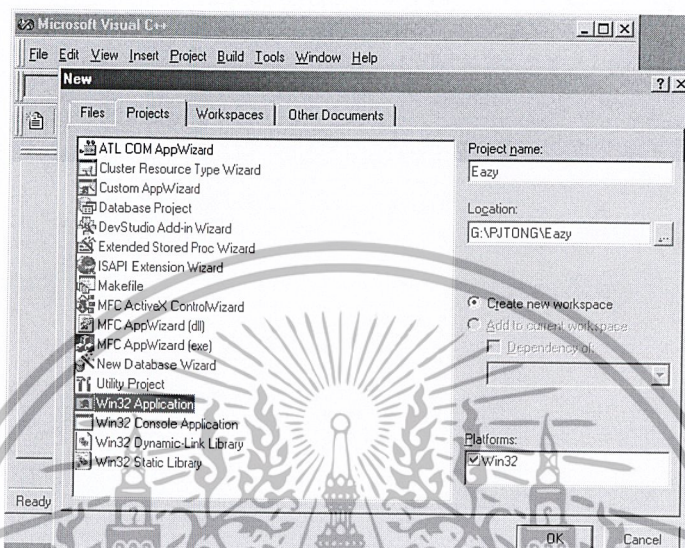 Microsoft Visual C++
File Edit View Insert Project Build Tools Window Help
New
Files Projects Workspaces Other Documents
ATL COM AppWizard
Cluster Resource Type Wizard
Custom AppWizard
Database Project
DevStudio Add-in Wizard
Extended Stored Proc Wizard
ISAPI Extension Wizard
Makefile
MFC ActiveX ControlWizard
MFC AppWizard (dll)
MFC AppWizard (exe)
New Database Wizard
Utility Project
Win32 Application
Win32 Console Application
Win32 Dynamic-Link Library
Win32 Static Library
Project name:
Eazy
Location:
G:\PJTONG\Eazy
...
Create new workspace
Add to current workspace
Dependency of:
Platforms:
Win32
Ready
OK Cancel